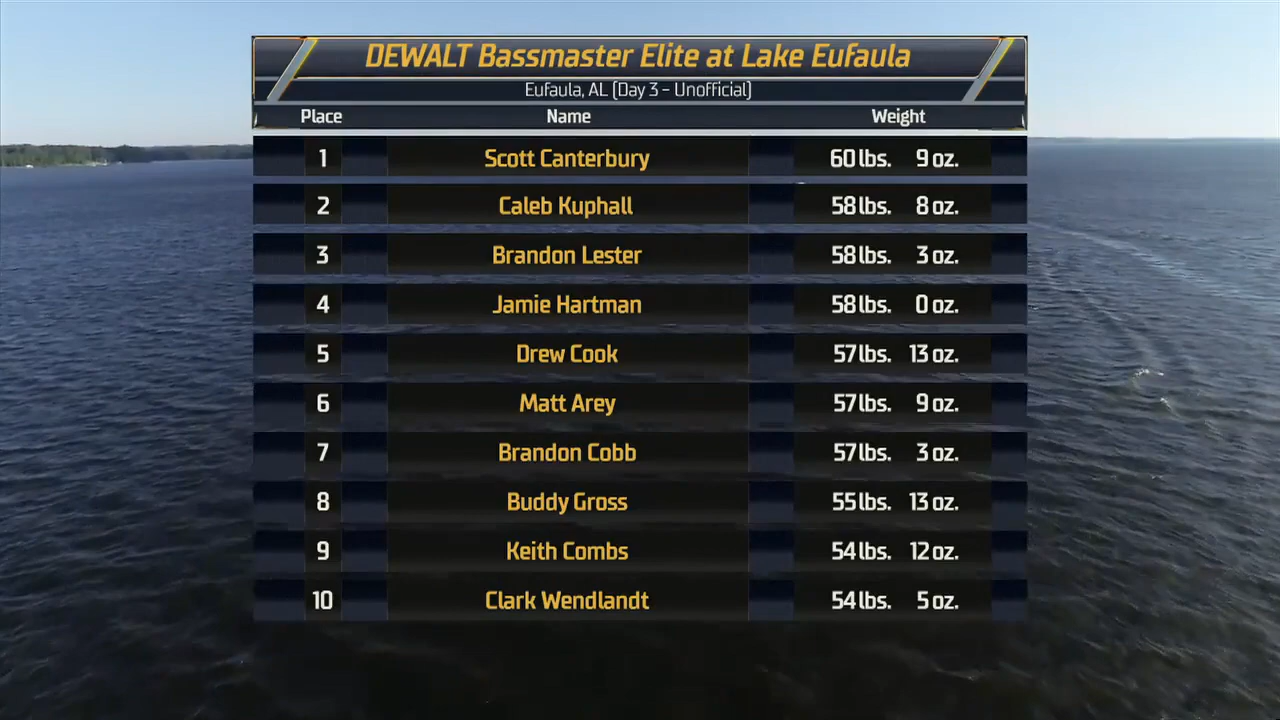 DEWALT Bassmaster Elite at Lake Eufaula
Eufaula, AL (Day 3 - Unofficial)
Place Name Weight
1 Scott Canterbury 60 lbs. 9 oz.
2 Caleb Kuphall 58 lbs. 8 oz.
3 Brandon Lester 58 lbs. 3 oz.
4 Jamie Hartman 58 lbs. 0 oz.
5 Drew Cook 57 lbs. 13 oz.
6 Matt Arey 57 lbs. 9 oz.
7 Brandon Cobb 57 lbs. 3 oz.
8 Buddy Gross 55 lbs. 13 oz.
9 Keith Combs 54 lbs. 12 oz.
10 Clark Wendlandt 54 lbs. 5 oz.